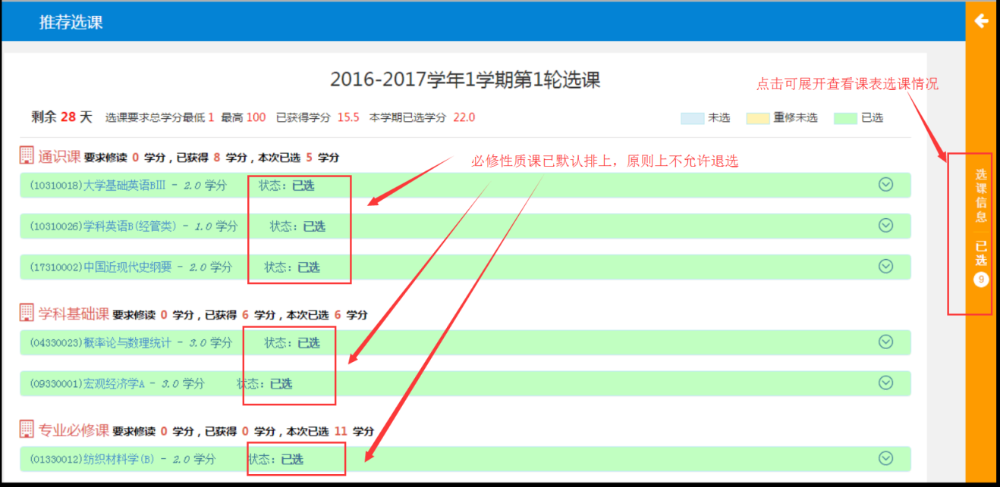 推荐选课
2016-2017学年1学期第1轮选课
点击可展开查看课表选课情况
剩余 28 天 选课要求总学分最低 1 最高 100 已获得学分 15.5 本学期已选学分 22.0 未选 重修未选 已选
通识课 要求修读 0 学分，已获得 8 学分，本次已选 5 学分
必修性质课已默认排上，原则上不允许退选
(10310018)大学基础英语BIII - 2.0 学分 状态：已选
(10310026)学科英语B(经管类) - 1.0 学分 状态：已选
(17310002)中国近现代史纲要 - 2.0 学分 状态：已选
学科基础课 要求修读 0 学分，已获得 6 学分，本次已选 6 学分
(04330023)概率论与数理统计 - 3.0 学分 状态：已选
(09330001)宏观经济学A - 3.0 学分 状态：已选
专业必修课 要求修读 0 学分，已获得 0 学分，本次已选 11 学分
(01330012)纺织材料学(B) - 2.0 学分 状态：已选
选课信息
已选
9